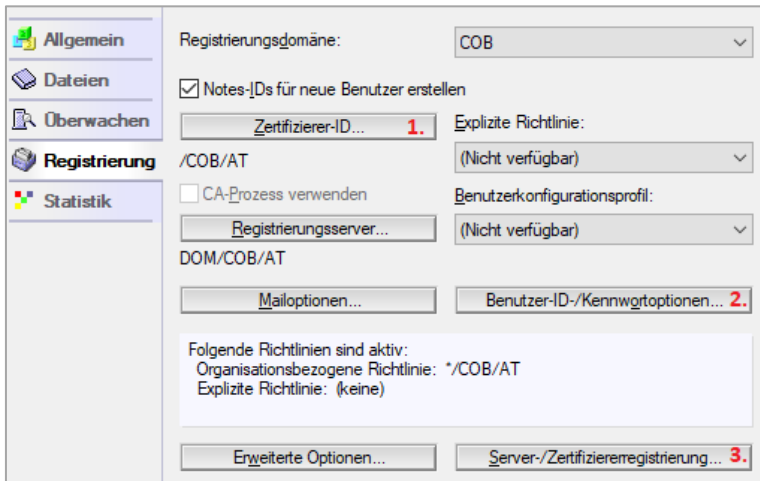 Allgemein
Dateien
Überwachen
Registrierung
Statistik
Registrierungsdomäne:
COB
Notes-IDs für neue Benutzer erstellen
Zertifizierer-ID... 1.
Explizite Richtlinie:
/COB/AT
(Nicht verfügbar)
CA-Prozess verwenden
Benutzerkonfigurationsprofil:
Registrierungsserver...
(Nicht verfügbar)
DOM/COB/AT
Mailoptionen...
Benutzer-ID-/Kennwortoptionen... 2.
Folgende Richtlinien sind aktiv:
Organisationsbezogene Richtlinie: */COB/AT
Explizite Richtlinie: (keine)
Erweiterte Optionen...
Server-/Zertifiziererregistrierung... 3.